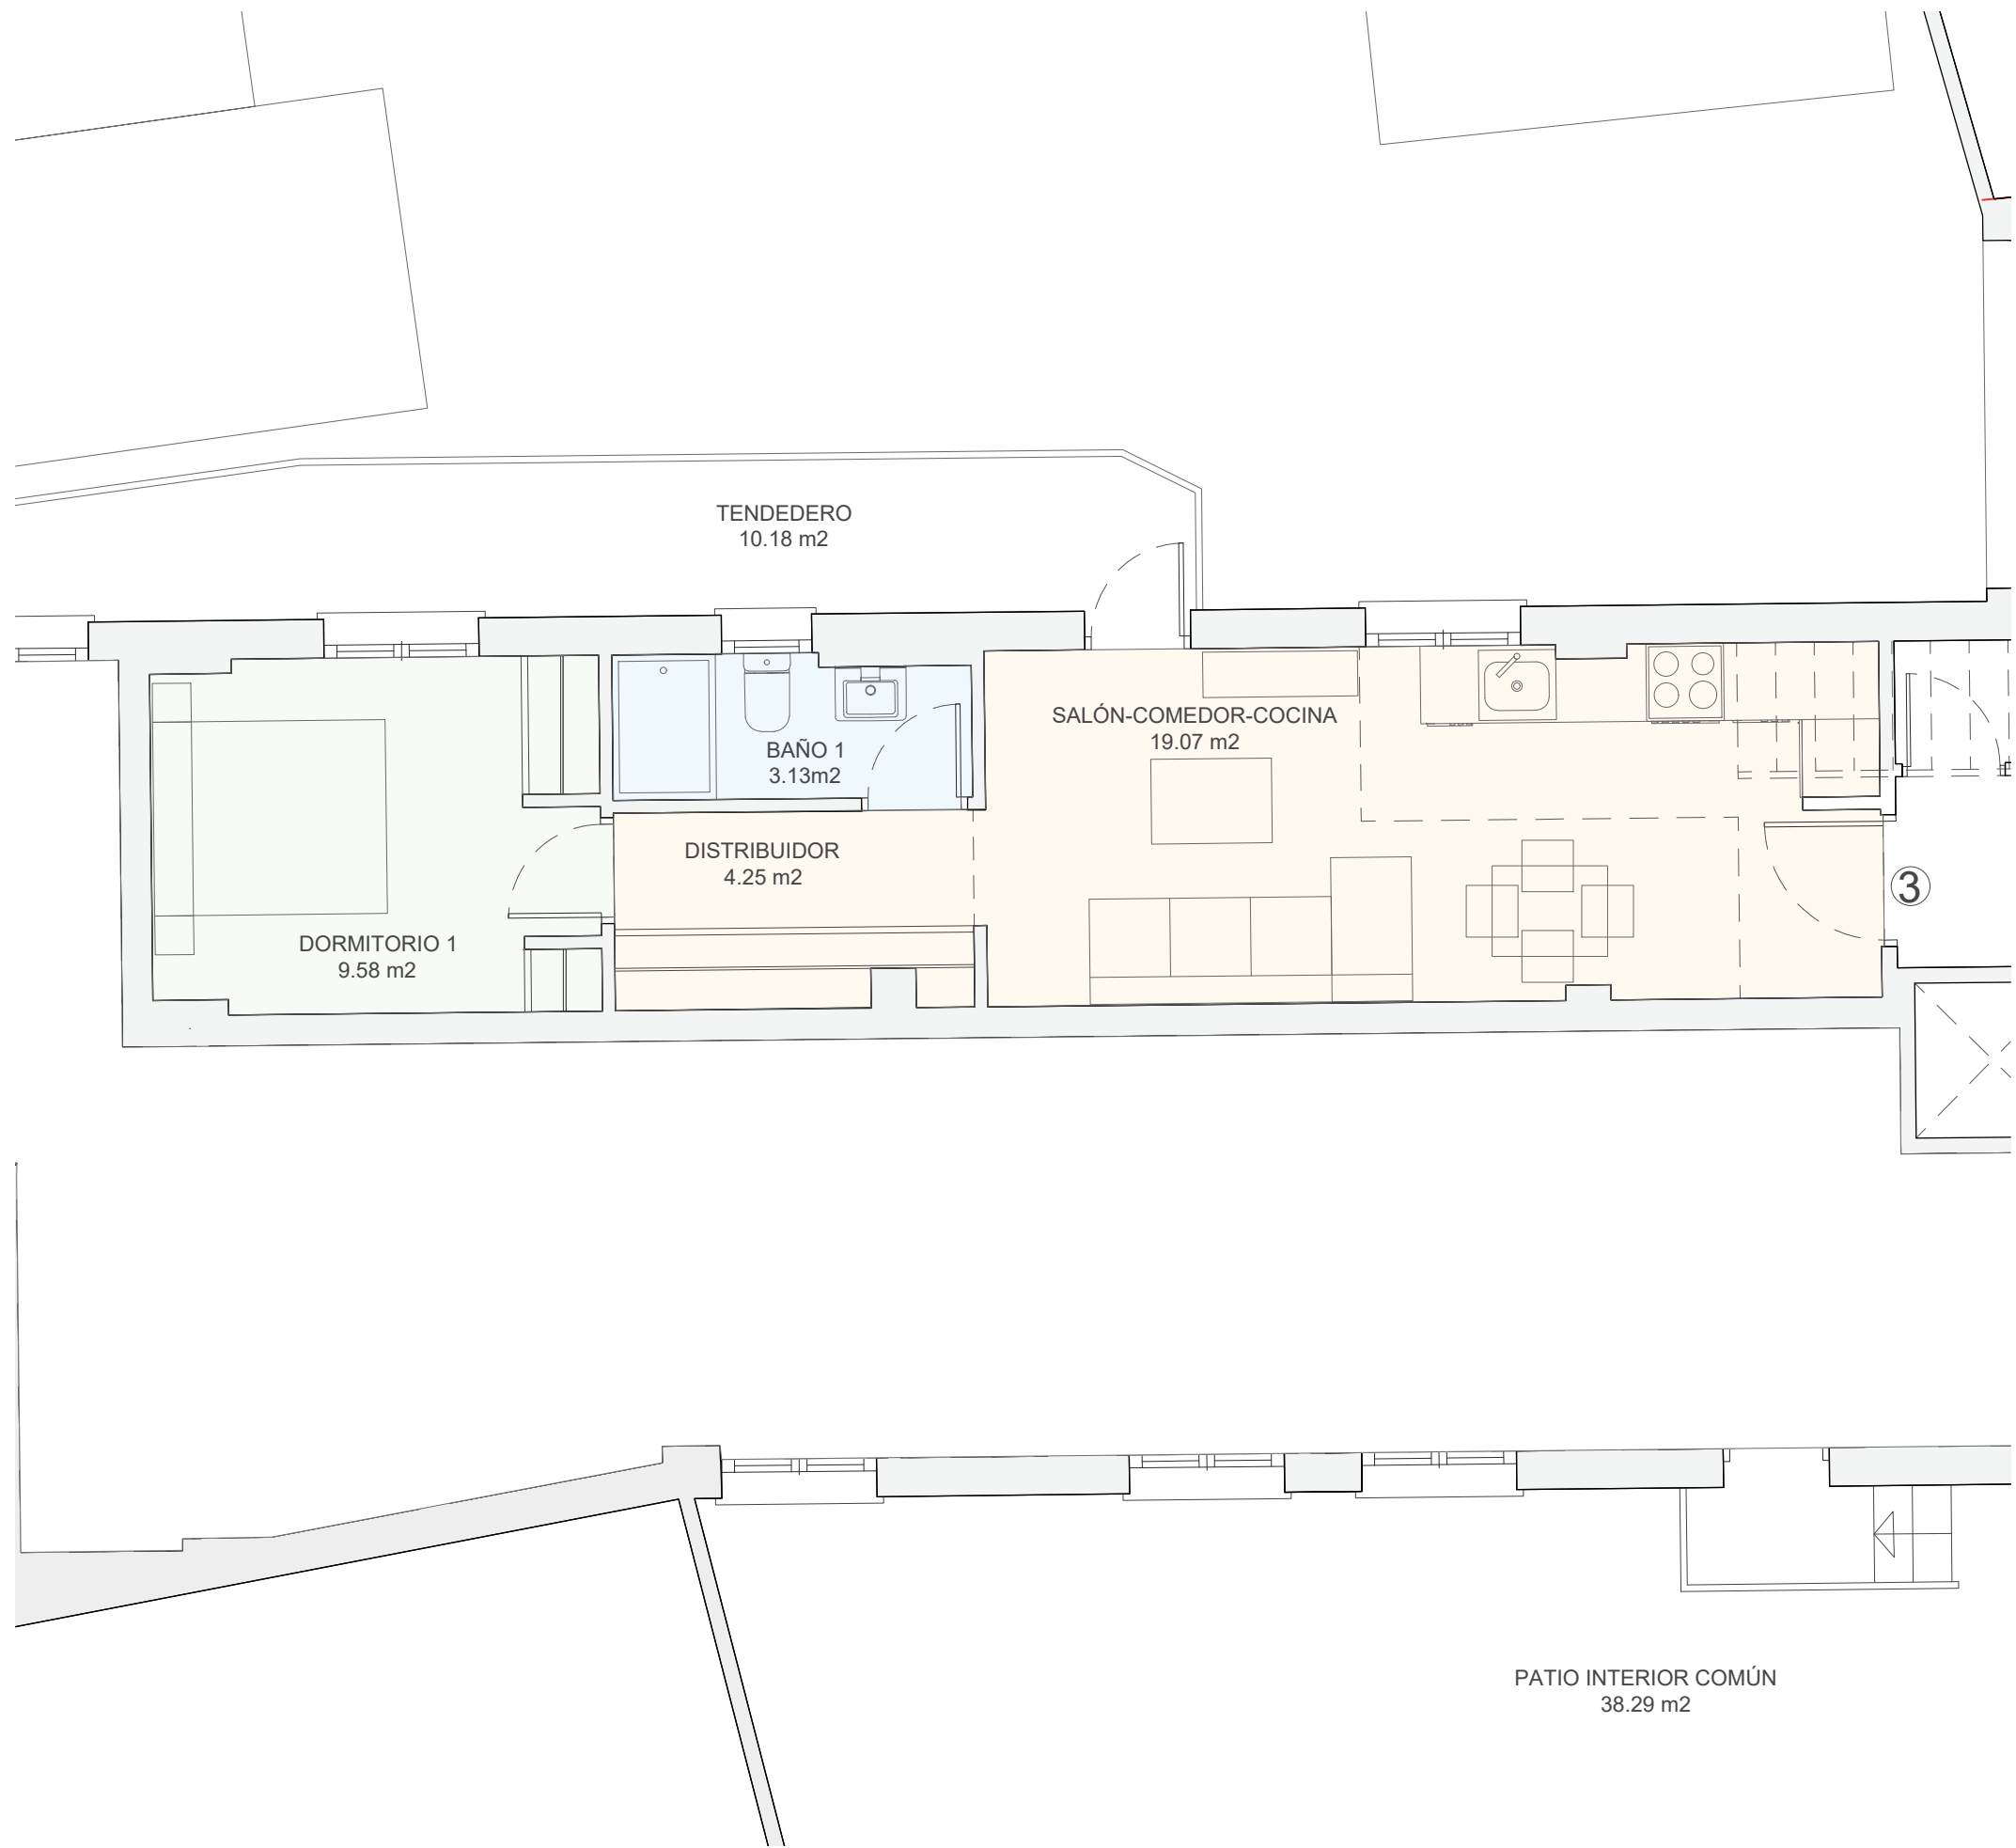 TENDEDERO
10.18 m2
SALÓN-COMEDOR-COCINA
19.07 m2
BAÑO 1
3.13m2
DISTRIBUIDOR
4.25 m2
3
DORMITORIO 1
9.58 m2
PATIO INTERIOR COMÚN
38.29 m2